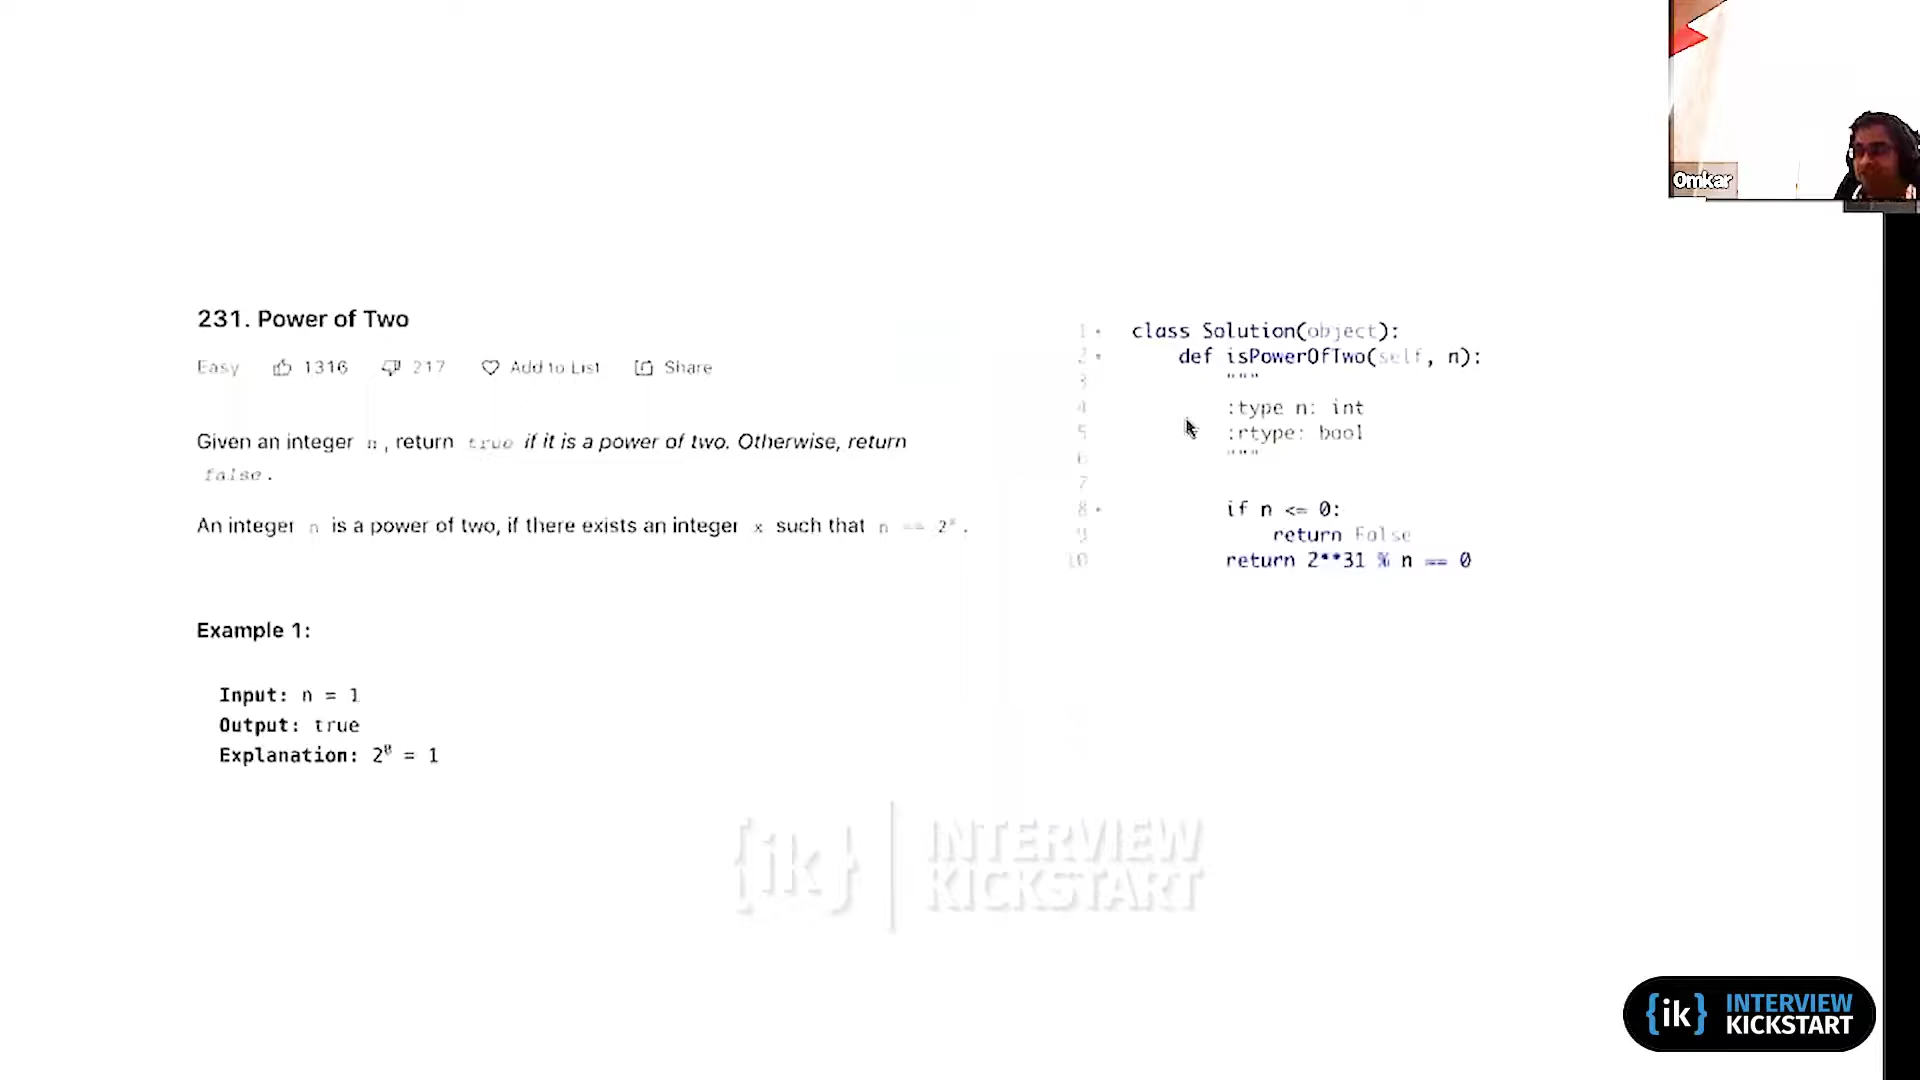 Omkar
231. Power of Two
Easy 1316 217 Add to List Share
Given an integer n, return true if it is a power of two. Otherwise, return
false.
An integer n is a power of two, if there exists an integer x such that n == 2ˣ.
Example 1:
Input: n = 1
Output: true
Explanation: 2⁰ = 1
1 class Solution(object):
2 def isPowerOfTwo(self, n):
3 """
4 :type n: int
5 :rtype: bool
6 """
7
8 if n <= 0:
9 return False
10 return 2**31 % n == 0
{ik} INTERVIEW
KICKSTART
{ik} INTERVIEW
KICKSTART